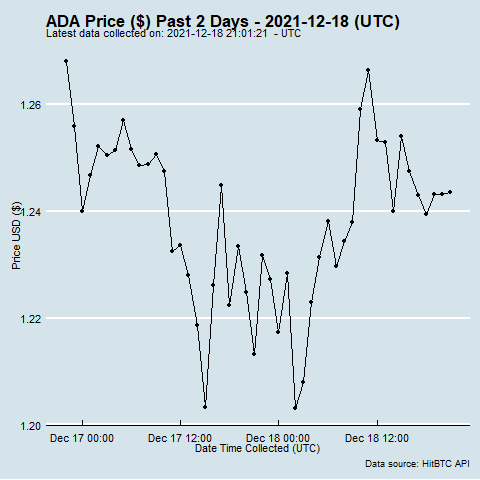 ADA Price ($) Past 2 Days - 2021-12-18 (UTC)
Latest data collected on: 2021-12-18 21:01:21 - UTC
Price USD ($)
1.26
1.24
1.22
1.20
Dec 17 00:00 Dec 17 12:00 Dec 18 00:00 Dec 18 12:00
Date Time Collected (UTC)
Data source: HitBTC API